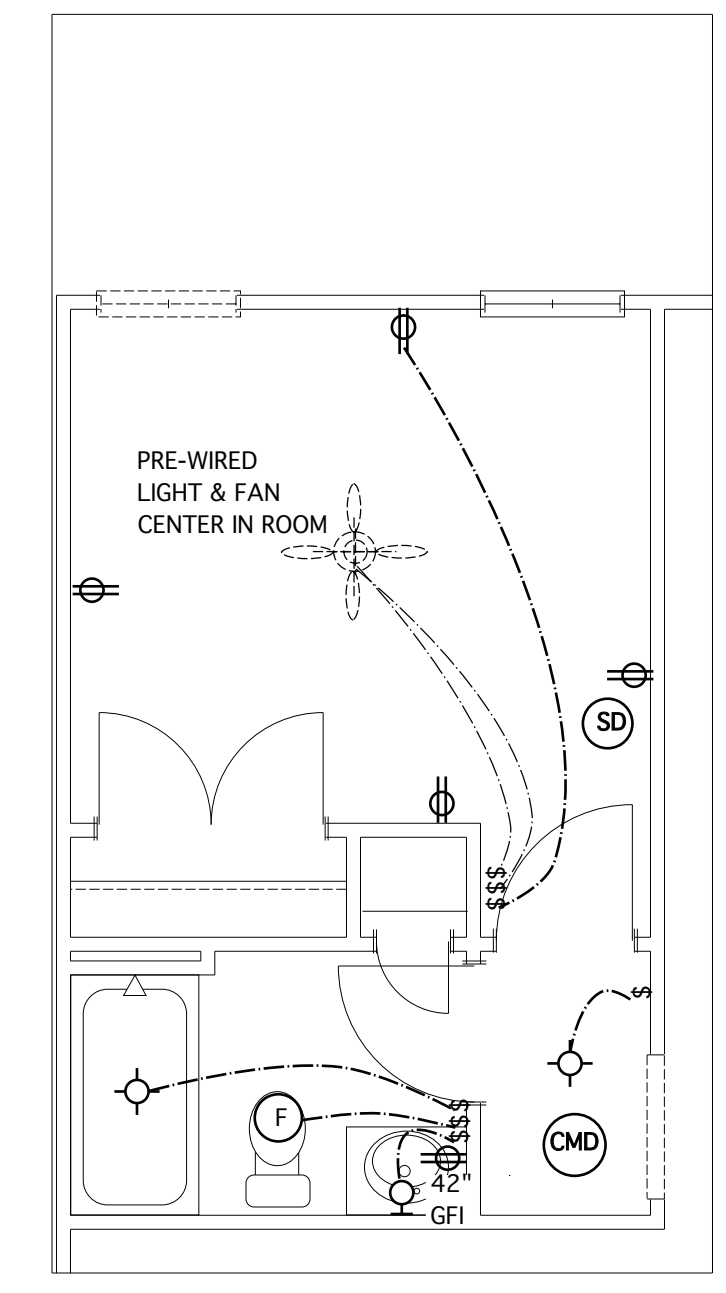 PRE-WIRED
LIGHT & FAN
CENTER IN ROOM
SD
$
$
$
$
F
$
$
$
CMD
42"
GFI